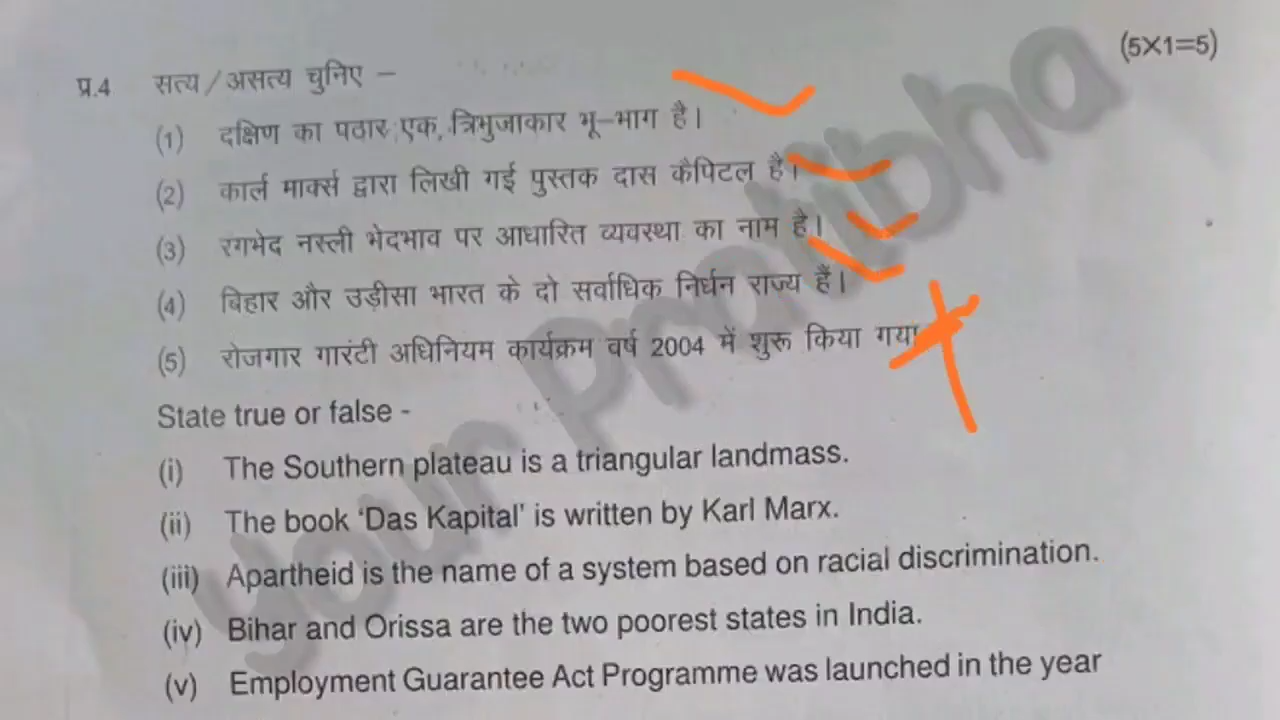 (5X1=5)
प्र.4 सत्य / असत्य चुनिए –
(1) दक्षिण का पठार एक त्रिभुजाकार भू-भाग है।
(2) कार्ल मार्क्स द्वारा लिखी गई पुस्तक दास कैपिटल है।
(3) रगभेद नस्ली भेदभाव पर आधारित व्यवस्था का नाम है।
(4) बिहार और उड़ीसा भारत के दो सर्वाधिक निर्धन राज्य हैं।
(5) रोजगार गारंटी अधिनियम कार्यक्रम वर्ष 2004 में शुरू किया गया
State true or false -
(i) The Southern plateau is a triangular landmass.
(ii) The book ‘Das Kapital’ is written by Karl Marx.
(iii) Apartheid is the name of a system based on racial discrimination.
(iv) Bihar and Orissa are the two poorest states in India.
(v) Employment Guarantee Act Programme was launched in the year
Your Pratibha